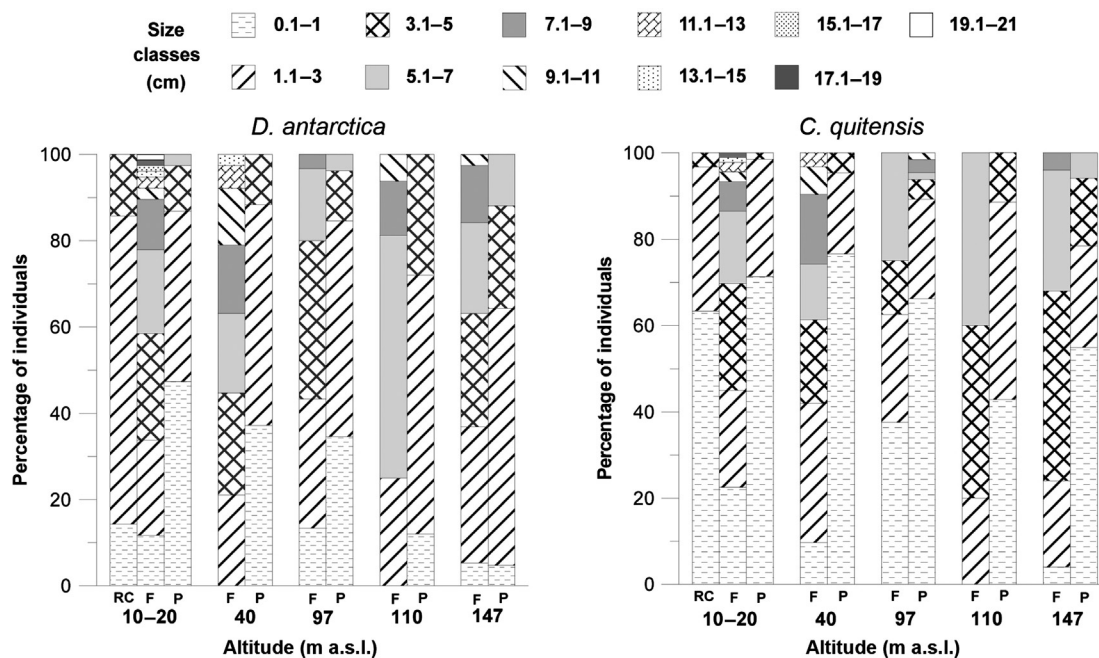 Size classes (cm)
0.1–1 3.1–5 7.1–9 11.1–13 15.1–17 19.1–21
1.1–3 5.1–7 9.1–11 13.1–15 17.1–19
D. antarctica
Percentage of individuals
100
80
60
40
20
0
RC F P F P F P F P F P
10–20 40 97 110 147
Altitude (m a.s.l.)
C. quitensis
Percentage of individuals
100
80
60
40
20
0
RC F P F P F P F P F P
10–20 40 97 110 147
Altitude (m a.s.l.)